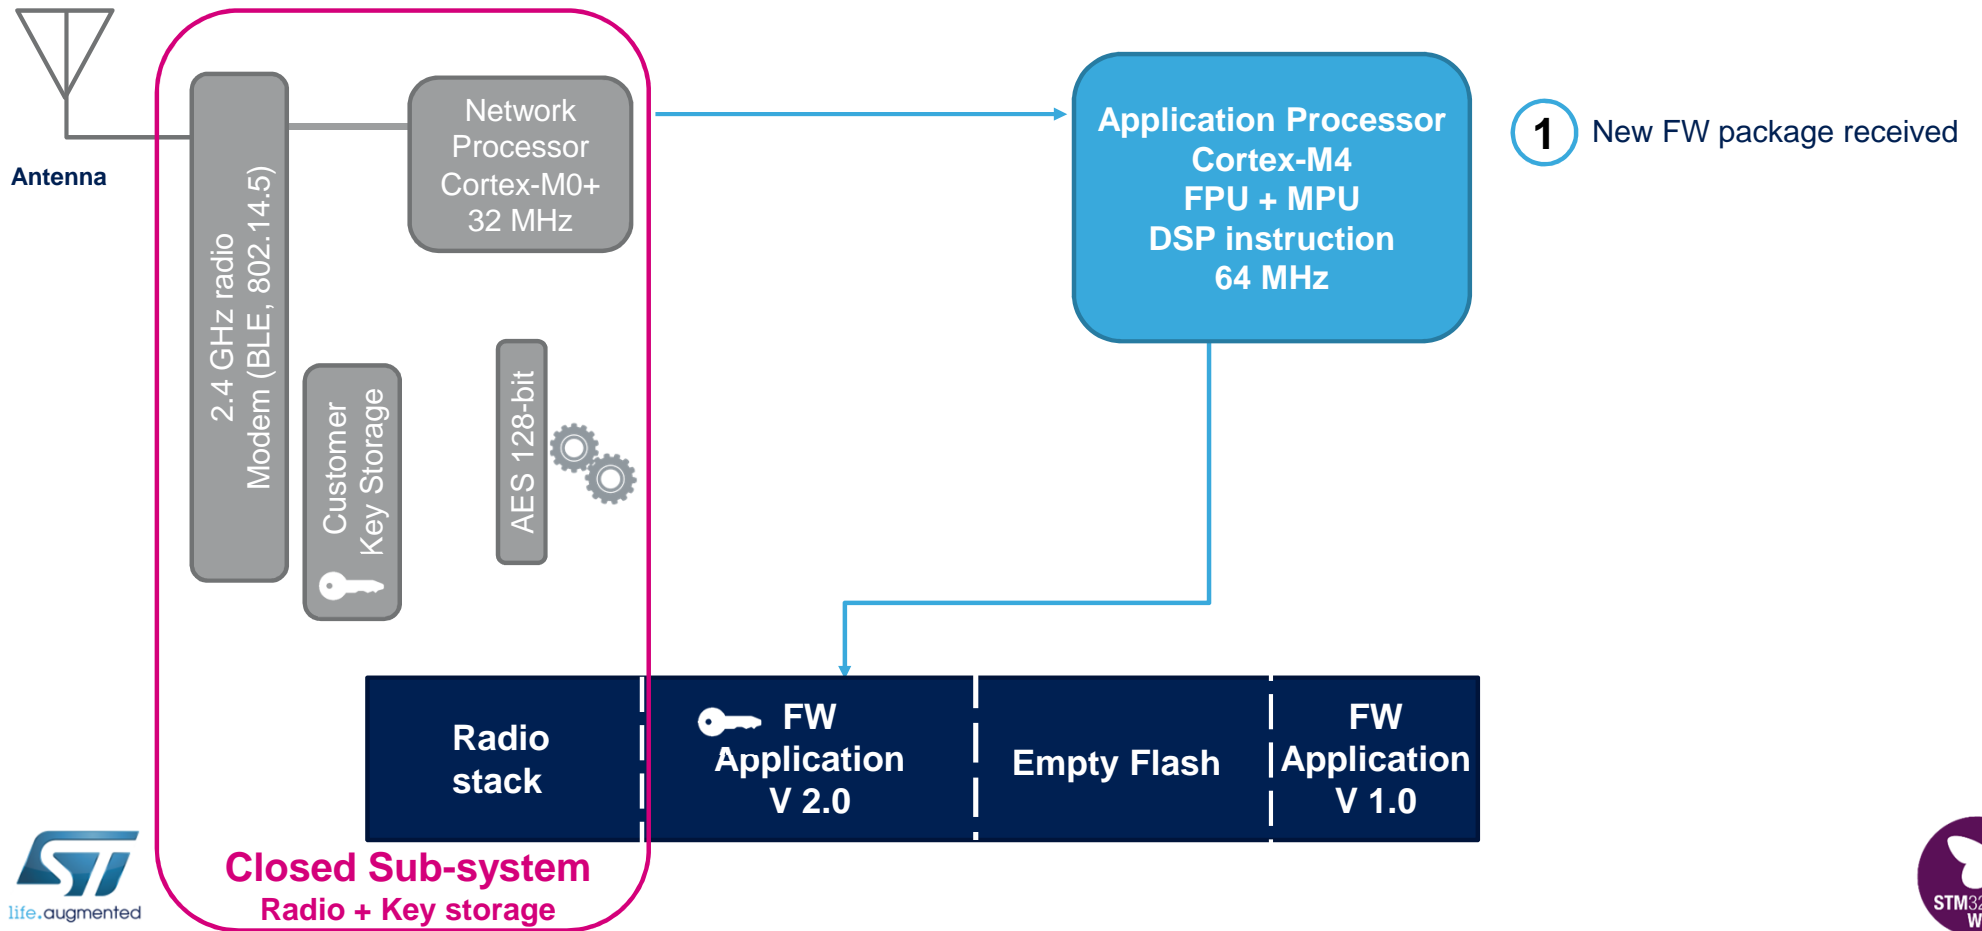 Antenna
2.4 GHz radio
Modem (BLE, 802.14.5)
Network
Processor
Cortex-M0+
32 MHz
Customer
Key Storage
AES 128-bit
Application Processor
Cortex-M4
FPU + MPU
DSP instruction
64 MHz
1 New FW package received
Radio
stack
FW
Application
V 2.0
Empty Flash
FW
Application
V 1.0
Closed Sub-system
Radio + Key storage
ST
life.augmented
STM32
W